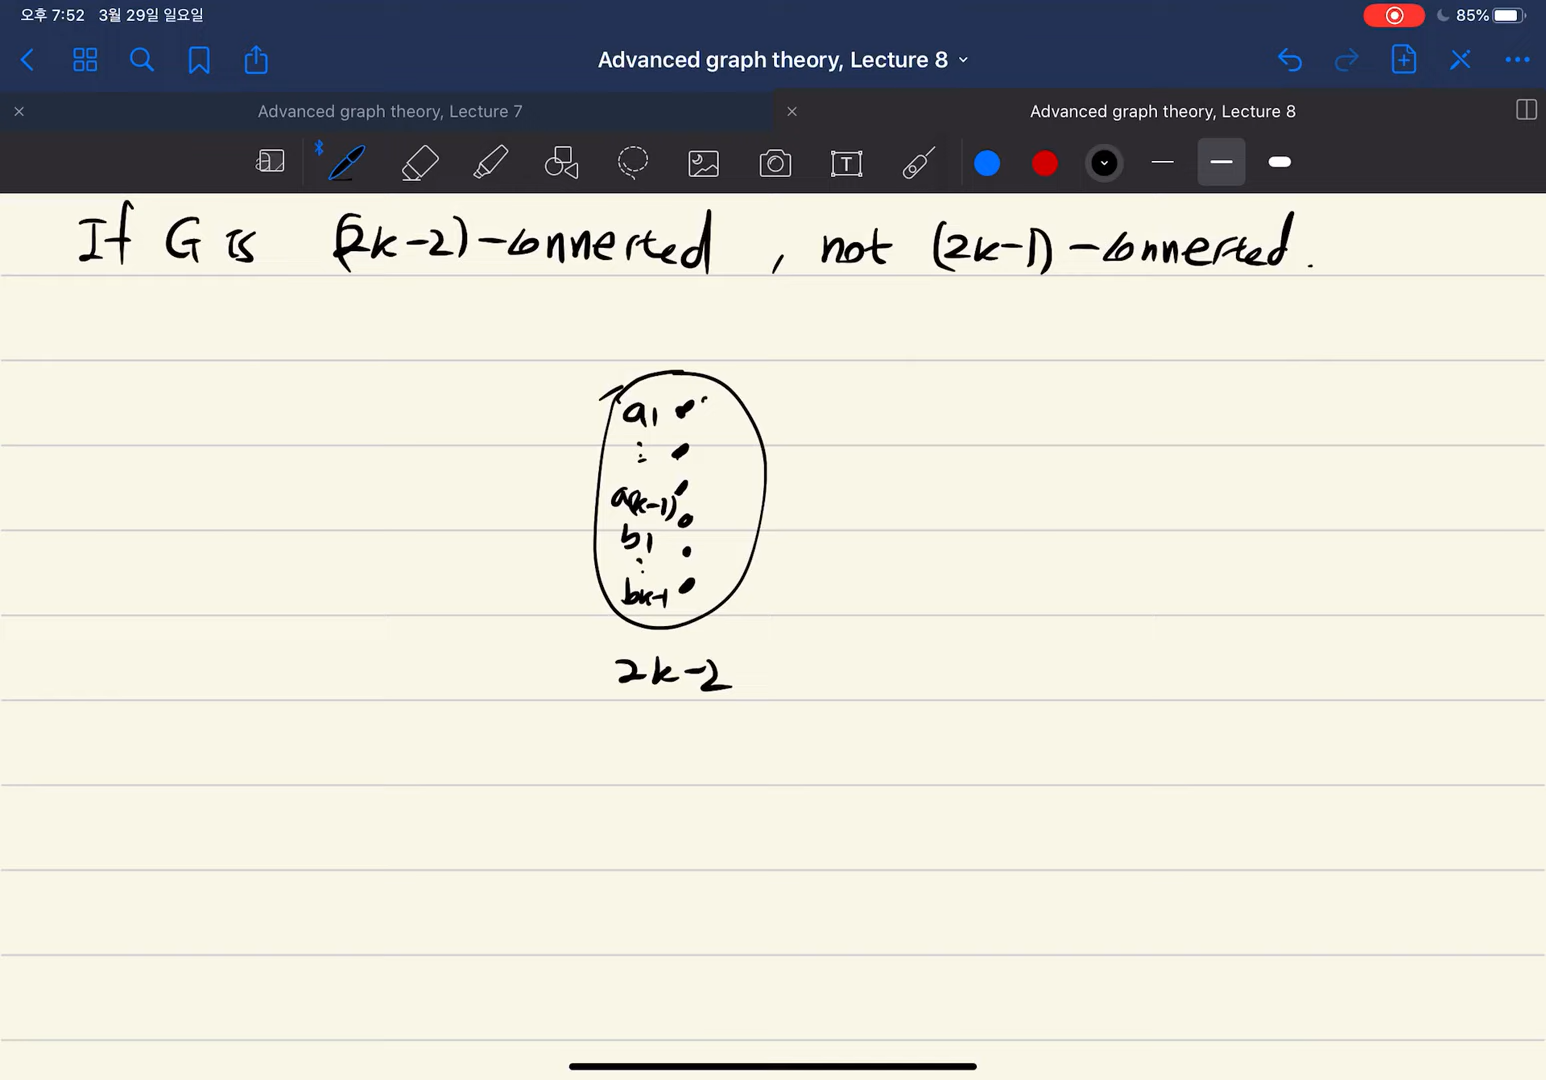 오후 7:52 3월 29일 일요일
85%
Advanced graph theory, Lecture 8
Advanced graph theory, Lecture 7
Advanced graph theory, Lecture 8
If G is (2k-2)-connected, not (2k-1)-connected.
a1
⋮
a(k-1)
b1
⋮
bk-1
2k-2